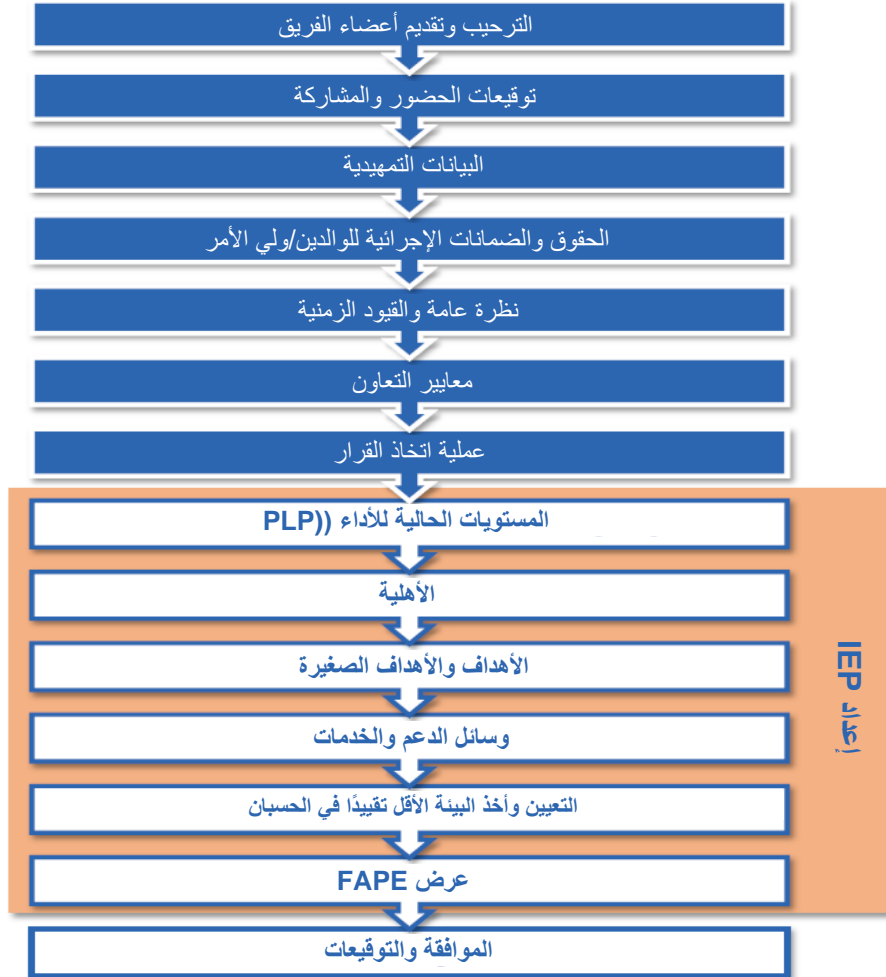 الترحيب وتقديم أعضاء الفريق
توقيعات الحضور والمشاركة
البيانات التمهيدية
الحقوق والضمانات الإجرائية للوالدين/ولي الأمر
نظرة عامة والقيود الزمنية
معايير التعاون
عملية اتخاذ القرار
المستويات الحالية للأداء ((PLP
الأهلية
الأهداف والأهداف الصغيرة
وسائل الدعم والخدمات
التعيين وأخذ البيئة الأقل تقييدًا في الحسبان
عرض FAPE
الموافقة والتوقيعات
إعداد IEP